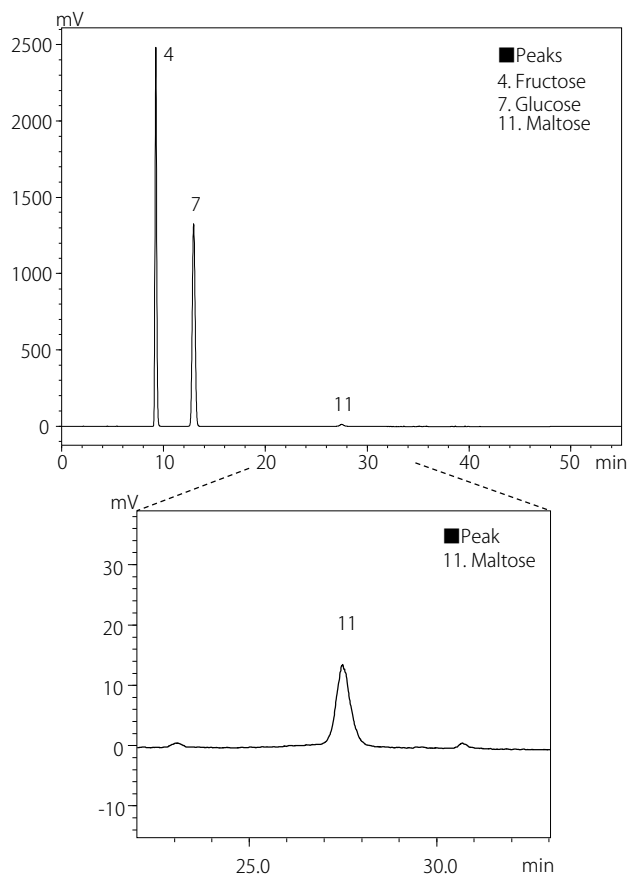 mV
2500
2000
1500
1000
500
0
4
7
11
■Peaks
4. Fructose
7. Glucose
11. Maltose
0 10 20 30 40 50 min
mV
30
20
10
0
-10
11
■Peak
11. Maltose
25.0 30.0 min